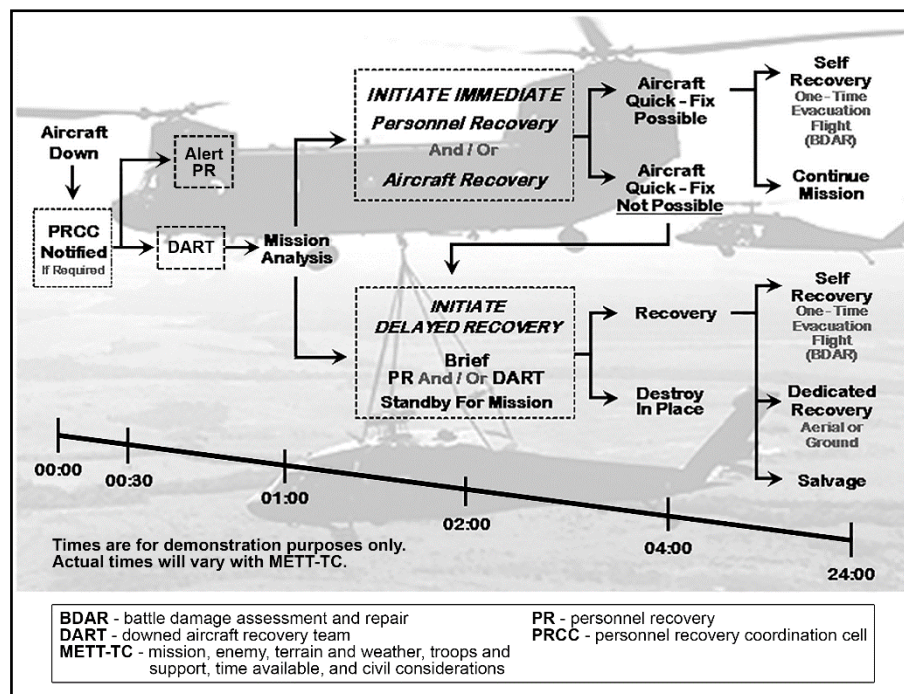 Aircraft
Down
PRCC
Notified
If Required
Alert
PR
DART
Mission
Analysis
INITIATE IMMEDIATE
Personnel Recovery
And / Or
Aircraft Recovery
Aircraft
Quick - Fix
Possible
Aircraft
Quick - Fix
Not Possible
Self
Recovery
One - Time
Evacuation
Flight
(BDAR)
Continue
Mission
INITIATE
DELAYED RECOVERY
Brief
PR And / Or DART
Standby For Mission
Recovery
Destroy
In Place
Self
Recovery
One - Time
Evacuation
Flight
(BDAR)
Dedicated
Recovery
Aerial or
Ground
Salvage
00:00
00:30
01:00
02:00
04:00
24:00
Times are for demonstration purposes only.
Actual times will vary with METT-TC.
BDAR - battle damage assessment and repair
DART - downed aircraft recovery team
METT-TC - mission, enemy, terrain and weather, troops and
support, time available, and civil considerations
PR - personnel recovery
PRCC - personnel recovery coordination cell